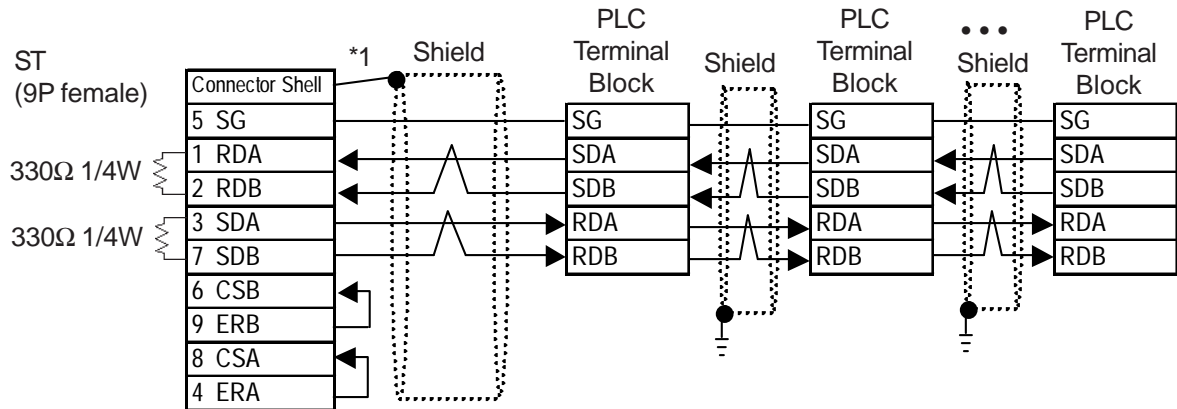 ST
(9P female)
*1
Shield
PLC
Terminal
Block
Shield
PLC
Terminal
Block
•••
Shield
PLC
Terminal
Block
Connector Shell
5 SG
1 RDA
2 RDB
3 SDA
7 SDB
6 CSB
9 ERB
8 CSA
4 ERA
330Ω 1/4W
330Ω 1/4W
SG
SDA
SDB
RDA
RDB
SG
SDA
SDB
RDA
RDB
SG
SDA
SDB
RDA
RDB